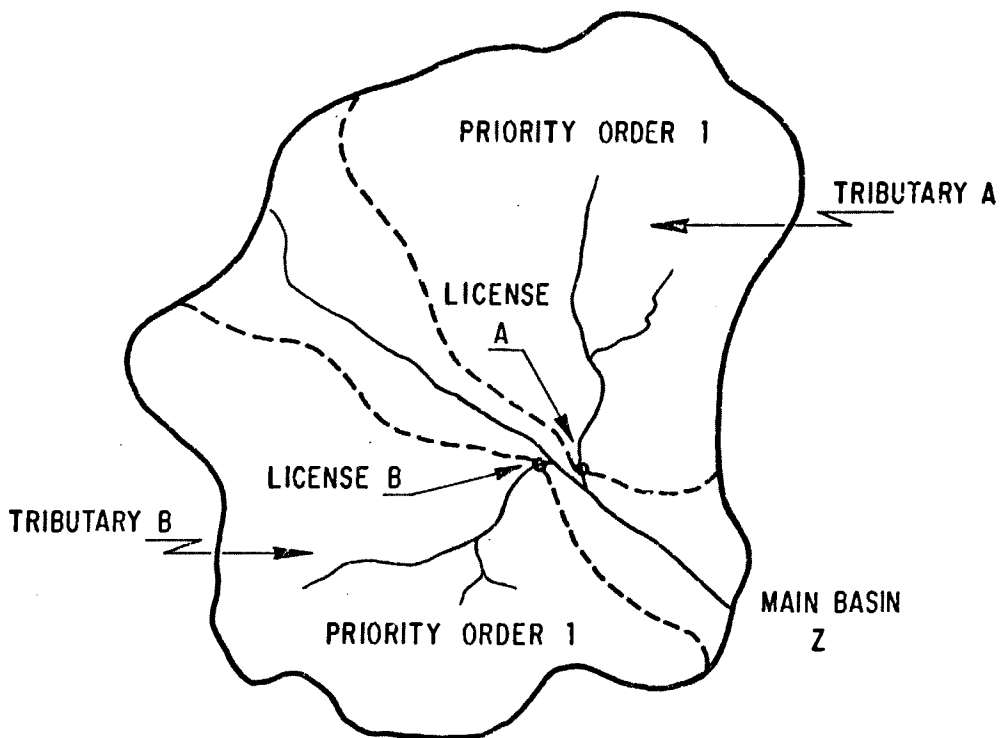 PRIORITY ORDER 1
TRIBUTARY A
LICENSE
A
LICENSE B
TRIBUTARY B
MAIN BASIN
Z
PRIORITY ORDER 1